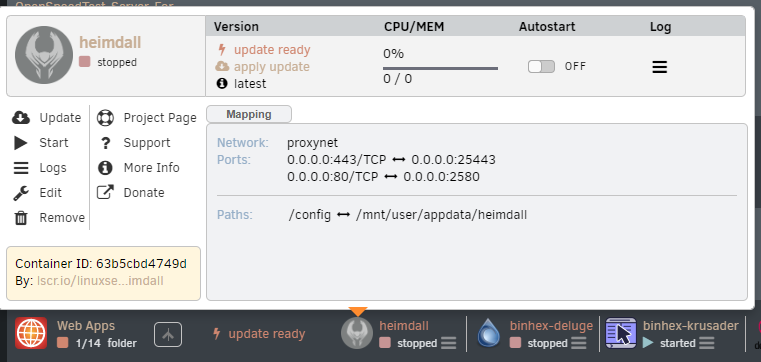 OpenSpeedTest-Server For
heimdall
stopped
Version
update ready
apply update
latest
CPU/MEM
0%
0 / 0
Autostart
OFF
Log
Update
Start
Logs
Edit
Remove
Project Page
Support
More Info
Donate
Mapping
Network: proxynet
Ports: 0.0.0.0:443/TCP ↔ 0.0.0.0:25443
0.0.0.0:80/TCP ↔ 0.0.0.0:2580
Paths: /config ↔ /mnt/user/appdata/heimdall
Container ID: 63b5cbd4749d
By: lscr.io/linuxse...imdall
Web Apps
1/14 folder
update ready
heimdall
stopped
binhex-deluge
stopped
binhex-krusader
started